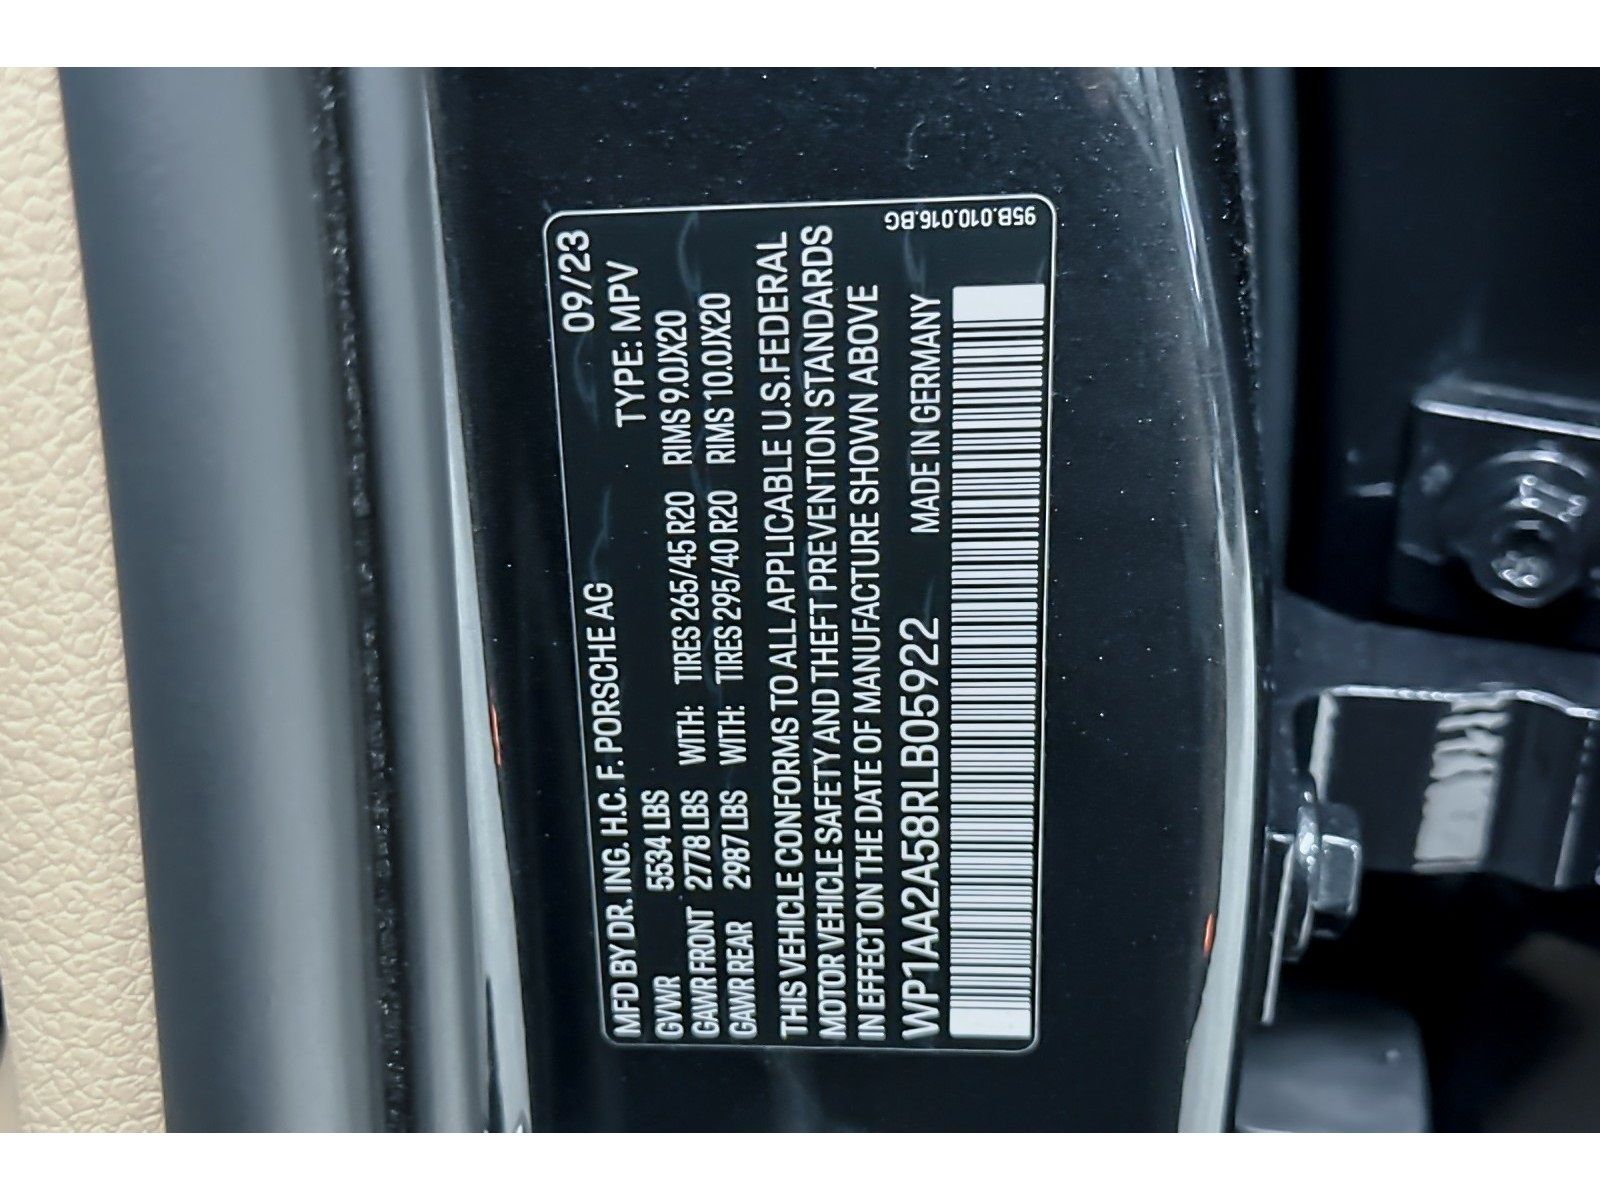 09/23
MFD BY DR. ING. H.C. F. PORSCHE AG
TYPE: MPV
GVWR 5534 LBS
GAWR FRONT 2778 LBS WITH: TIRES 265/45 R20 RIMS 9.0JX20
GAWR REAR 2987 LBS WITH: TIRES 295/40 R20 RIMS 10.0JX20
THIS VEHICLE CONFORMS TO ALL APPLICABLE U.S. FEDERAL
MOTOR VEHICLE SAFETY AND THEFT PREVENTION STANDARDS
IN EFFECT ON THE DATE OF MANUFACTURE SHOWN ABOVE
WP1AA2A58RLB05922 MADE IN GERMANY
95B.010.016.BG